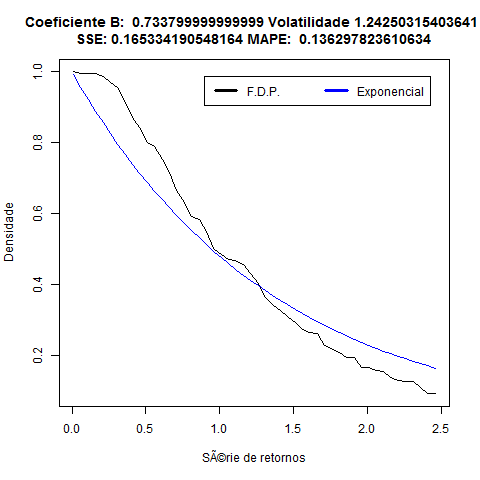 Coeficiente B:  0.733799999999999 Volatilidade 1.24250315403641
SSE: 0.165334190548164 MAPE:  0.136297823610634
F.D.P.
Exponencial
Densidade
1.0
0.8
0.6
0.4
0.2
0.0
0.5
1.0
1.5
2.0
2.5
SÃ©rie de retornos